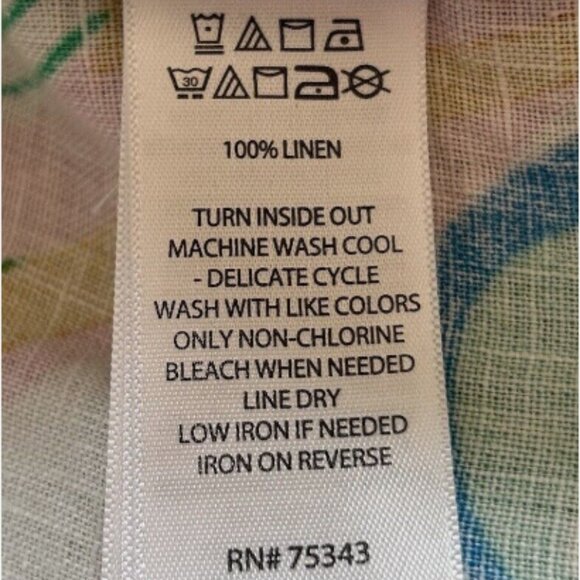 30
100% LINEN
TURN INSIDE OUT
MACHINE WASH COOL
- DELICATE CYCLE
WASH WITH LIKE COLORS
ONLY NON-CHLORINE
BLEACH WHEN NEEDED
LINE DRY
LOW IRON IF NEEDED
IRON ON REVERSE
RN# 75343